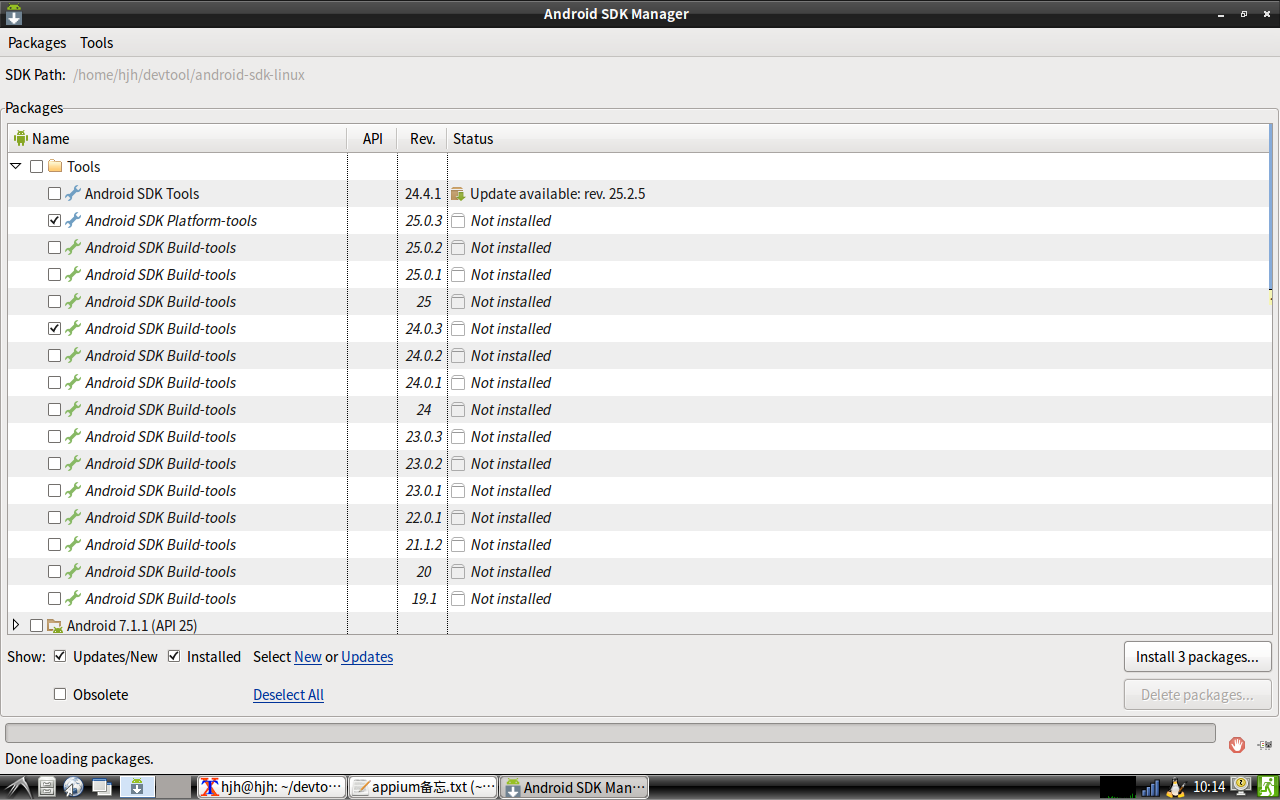 Android SDK Manager
Packages Tools
SDK Path: /home/hjh/devtool/android-sdk-linux
Packages
Name API Rev. Status
Tools
Android SDK Tools 24.4.1 Update available: rev. 25.2.5
Android SDK Platform-tools 25.0.3 Not installed
Android SDK Build-tools 25.0.2 Not installed
Android SDK Build-tools 25.0.1 Not installed
Android SDK Build-tools 25 Not installed
Android SDK Build-tools 24.0.3 Not installed
Android SDK Build-tools 24.0.2 Not installed
Android SDK Build-tools 24.0.1 Not installed
Android SDK Build-tools 24 Not installed
Android SDK Build-tools 23.0.3 Not installed
Android SDK Build-tools 23.0.2 Not installed
Android SDK Build-tools 23.0.1 Not installed
Android SDK Build-tools 22.0.1 Not installed
Android SDK Build-tools 21.1.2 Not installed
Android SDK Build-tools 20 Not installed
Android SDK Build-tools 19.1 Not installed
Android 7.1.1 (API 25)
Show: Updates/New Installed Select New or Updates Install 3 packages...
Obsolete Deselect All Delete packages...
Done loading packages.
hjh@hjh: ~/devto··· appium备忘.txt (~··· Android SDK Man··· 10:14